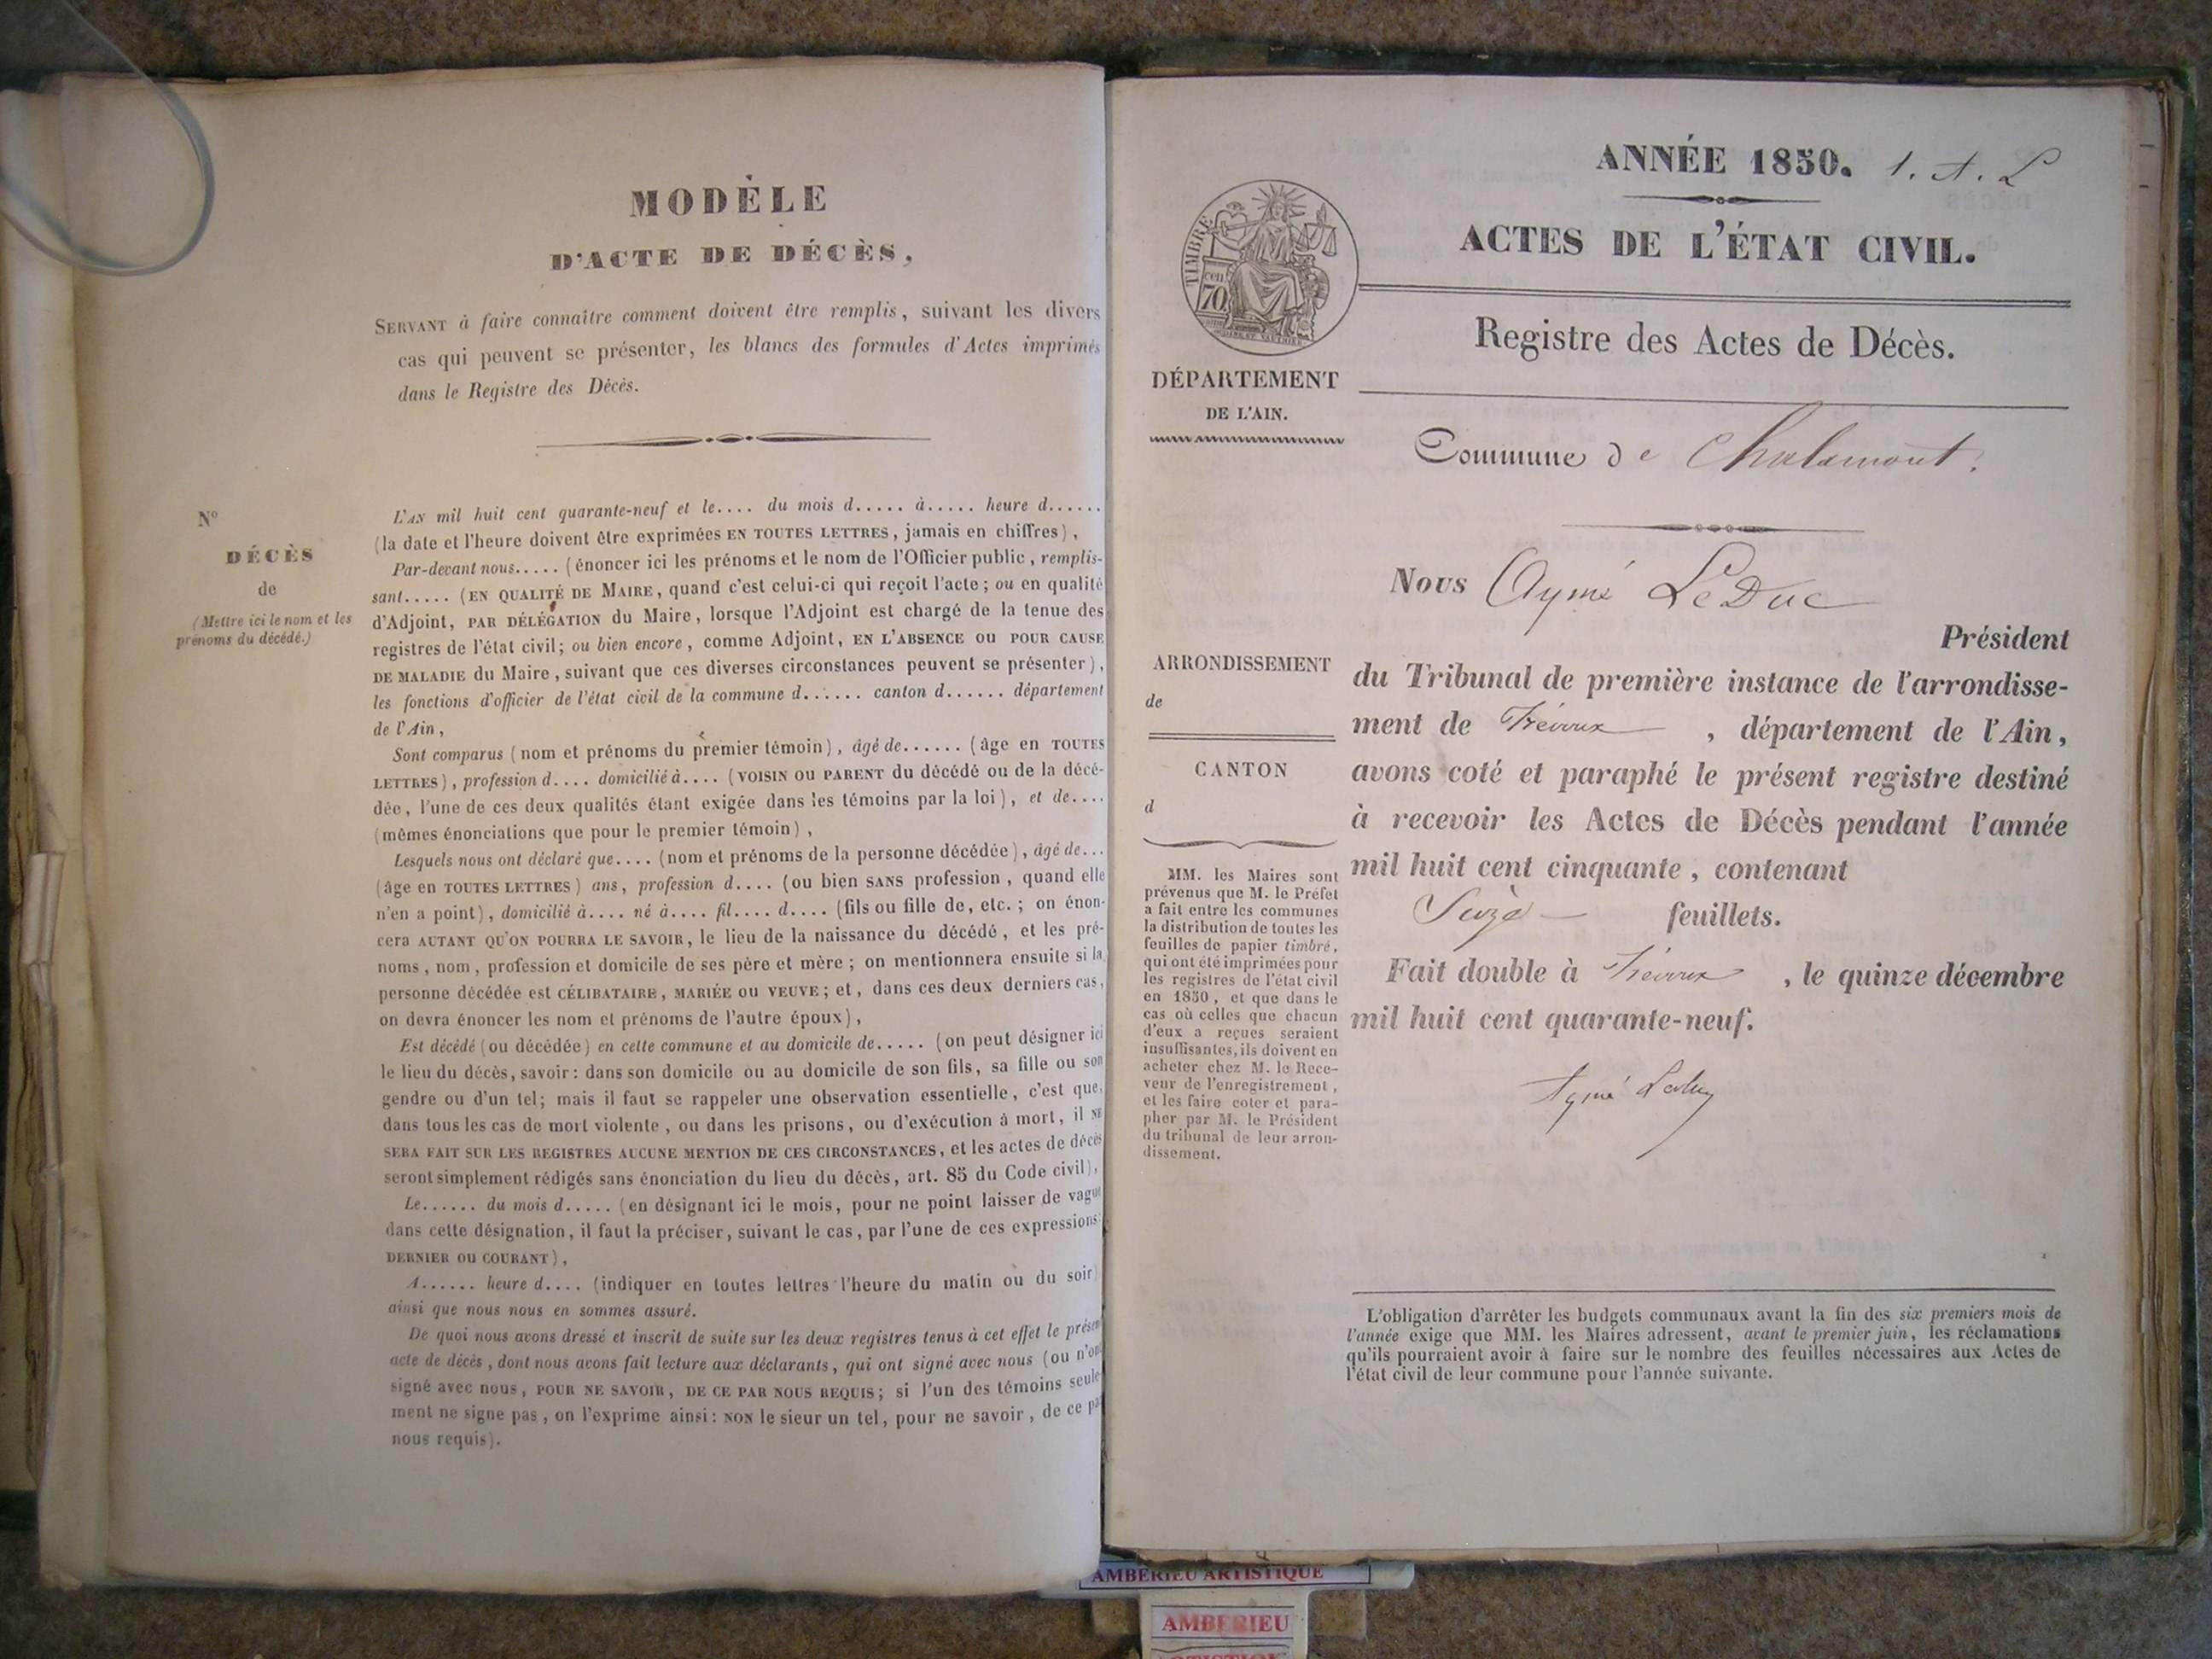 MODÈLE
D'ACTE DE DÉCÈS,
SERVANT à faire connaître comment doivent être remplis, suivant les divers
cas qui peuvent se présenter, les blancs des formules d'Actes imprimés
dans le Registre des Décès.
N°
DÉCÈS
de
(Mettre ici le nom et les
prénoms du décédé.)
L'AN mil huit cent quarante-neuf et le.... du mois d..... à..... heure d......
(la date et l'heure doivent être exprimées EN TOUTES LETTRES, jamais en chiffres),
Par-devant nous..... (énoncer ici les prénoms et le nom de l'Officier public, remplis-
sant..... (EN QUALITÉ DE MAIRE, quand c'est celui-ci qui reçoit l'acte; ou en qualité
d'Adjoint, PAR DÉLÉGATION du Maire, lorsque l'Adjoint est chargé de la tenue des
registres de l'état civil; ou bien encore, comme Adjoint, EN L'ABSENCE OU POUR CAUSE
DE MALADIE du Maire, suivant que ces diverses circonstances peuvent se présenter),
les fonctions d'officier de l'état civil de la commune d...... canton d...... département
de l'Ain,
Sont comparus (nom et prénoms du premier témoin), âgé de...... (âge en TOUTES
LETTRES), profession d.... domicilié à.... (VOISIN OU PARENT du décédé ou de la décé-
dée, l'une de ces deux qualités étant exigée dans les témoins par la loi), et de....
(mêmes énonciations que pour le premier témoin),
Lesquels nous ont déclaré que.... (nom et prénoms de la personne décédée), âgé de...
(âge en TOUTES LETTRES) ans, profession d.... (ou bien SANS profession, quand elle
n'en a point), domicilié à.... né à.... fil.... d.... (fils ou fille de, etc.; on énon-
cera AUTANT QU'ON POURRA LE SAVOIR, le lieu de la naissance du décédé, et les pré-
noms, nom, profession et domicile de ses père et mère; on mentionnera ensuite si la
personne décédée est CÉLIBATAIRE, MARIÉE OU VEUVE; et, dans ces deux derniers cas,
on devra énoncer les nom et prénoms de l'autre époux),
Est décédé (ou décédée) en cette commune et au domicile de..... (on peut désigner ici
le lieu du décès, savoir: dans son domicile ou au domicile de son fils, sa fille ou son
gendre ou d'un tel; mais il faut se rappeler une observation essentielle, c'est que,
dans tous les cas de mort violente, ou dans les prisons, ou d'exécution à mort, il NE
SERA FAIT SUR LES REGISTRES AUCUNE MENTION DE CES CIRCONSTANCES, et les actes de décès
seront simplement rédigés sans énonciation du lieu du décès, art. 85 du Code civil),
Le...... du mois d..... (en désignant ici le mois, pour ne point laisser de vague
dans cette désignation, il faut la préciser, suivant le cas, par l'une de ces expressions:
DERNIER OU COURANT),
A...... heure d.... (indiquer en toutes lettres l'heure du matin ou du soir)
ainsi que nous nous en sommes assuré.
De quoi nous avons dressé et inscrit de suite sur les deux registres tenus à cet effet le présen
acte de décès, dont nous avons fait lecture aux déclarants, qui ont signé avec nous (ou n'ont
signé avec nous, POUR NE SAVOIR, DE CE PAR NOUS REQUIS; si l'un des témoins seule-
ment ne signe pas, on l'exprime ainsi: NON le sieur un tel, pour ne savoir, de ce pa
nous requis).
ANNÉE 1850. 1. A. L
ACTES DE L'ÉTAT CIVIL.
Registre des Actes de Décès.
TIMBRE
70 cen
DÉPARTEMENT
DE L'AIN.
Commune de Chalamont.
Nous Aymé LeDuc
Président
du Tribunal de première instance de l'arrondisse-
ment de Trévoux, département de l'Ain,
avons coté et paraphé le présent registre destiné
à recevoir les Actes de Décès pendant l'année
mil huit cent cinquante, contenant
Seize feuillets.
Fait double à Trévoux, le quinze décembre
mil huit cent quarante-neuf.
Aymé Leduc
ARRONDISSEMENT
de
CANTON
d
MM. les Maires sont
prévenus que M. le Préfet
a fait entre les communes
la distribution de toutes les
feuilles de papier timbré,
qui ont été imprimées pour
les registres de l'état civil
en 1850, et que dans le
cas où celles que chacun
d'eux a reçues seraient
insuffisantes, ils doivent en
acheter chez M. le Rece-
veur de l'enregistrement,
et les faire coter et para-
pher par M. le Président
du tribunal de leur arron-
dissement.
L'obligation d'arrêter les budgets communaux avant la fin des six premiers mois de
l'année exige que MM. les Maires adressent, avant le premier juin, les réclamations
qu'ils pourraient avoir à faire sur le nombre des feuilles nécessaires aux Actes de
l'état civil de leur commune pour l'année suivante.
AMBERIEU ARTISTIQUE
AMBERIEU
ARTISTIQUE